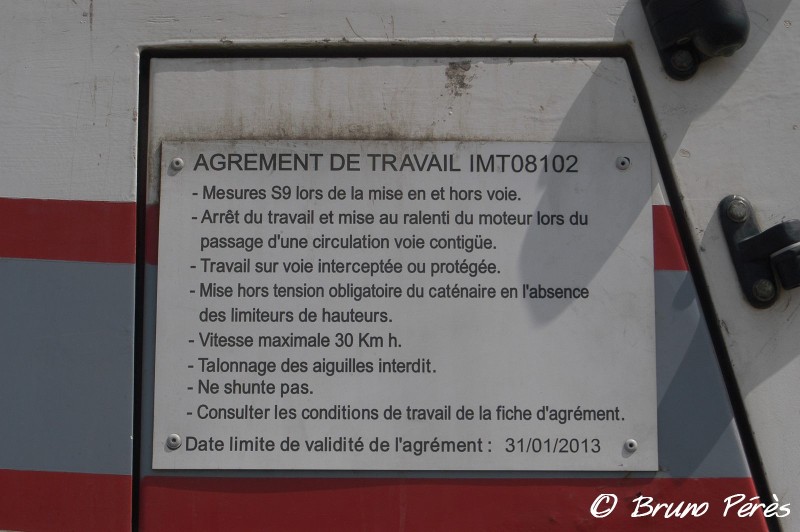 AGREMENT DE TRAVAIL IMT08102
- Mesures S9 lors de la mise en et hors voie.
- Arrêt du travail et mise au ralenti du moteur lors du
passage d'une circulation voie contigüe.
- Travail sur voie interceptée ou protégée.
- Mise hors tension obligatoire du caténaire en l'absence
des limiteurs de hauteurs.
- Vitesse maximale 30 Km h.
- Talonnage des aiguilles interdit.
- Ne shunte pas.
- Consulter les conditions de travail de la fiche d'agrément.
Date limite de validité de l'agrément : 31/01/2013
© Bruno Pérès